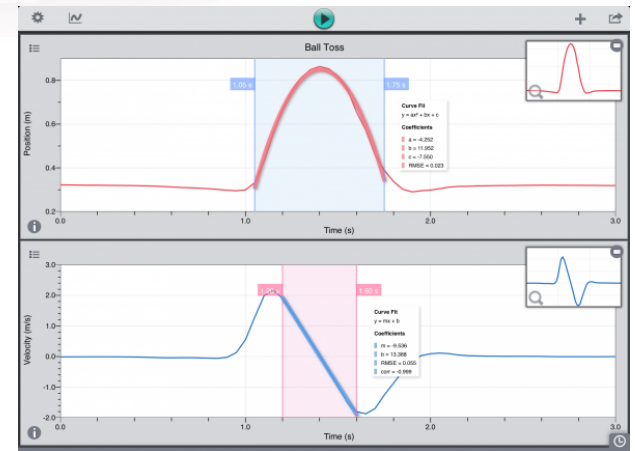 Ball Toss
1.05 s
1.75 s
Curve Fit
y = ax² + bx + c
Coefficients
a = -4.252
b = 11.952
c = -7.550
RMSE = 0.023
Position (m)
0.8
0.6
0.4
0.2
0.0
1.0
2.0
3.0
Time (s)
1.20 s
1.60 s
Curve Fit
y = mx + b
Coefficients
m = -9.536
b = 13.368
RMSE = 0.055
corr = -0.999
Velocity (m/s)
3.0
2.0
1.0
0.0
-1.0
-2.0
0.0
1.0
2.0
3.0
Time (s)